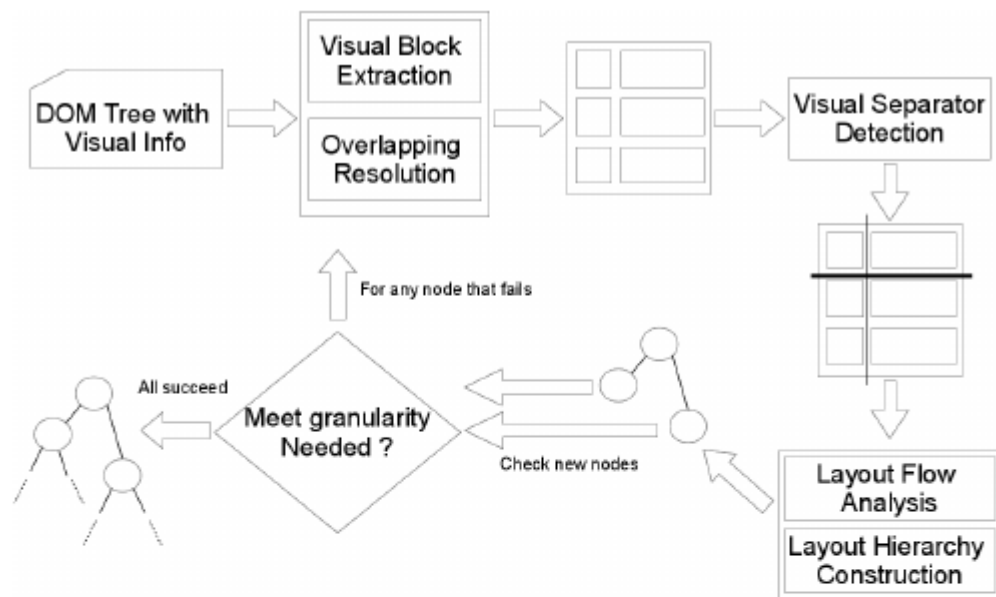 DOM Tree with
Visual Info
Visual Block
Extraction
Overlapping
Resolution
Visual Separator
Detection
For any node that fails
All succeed
Meet granularity
Needed ?
Check new nodes
Layout Flow
Analysis
Layout Hierarchy
Construction